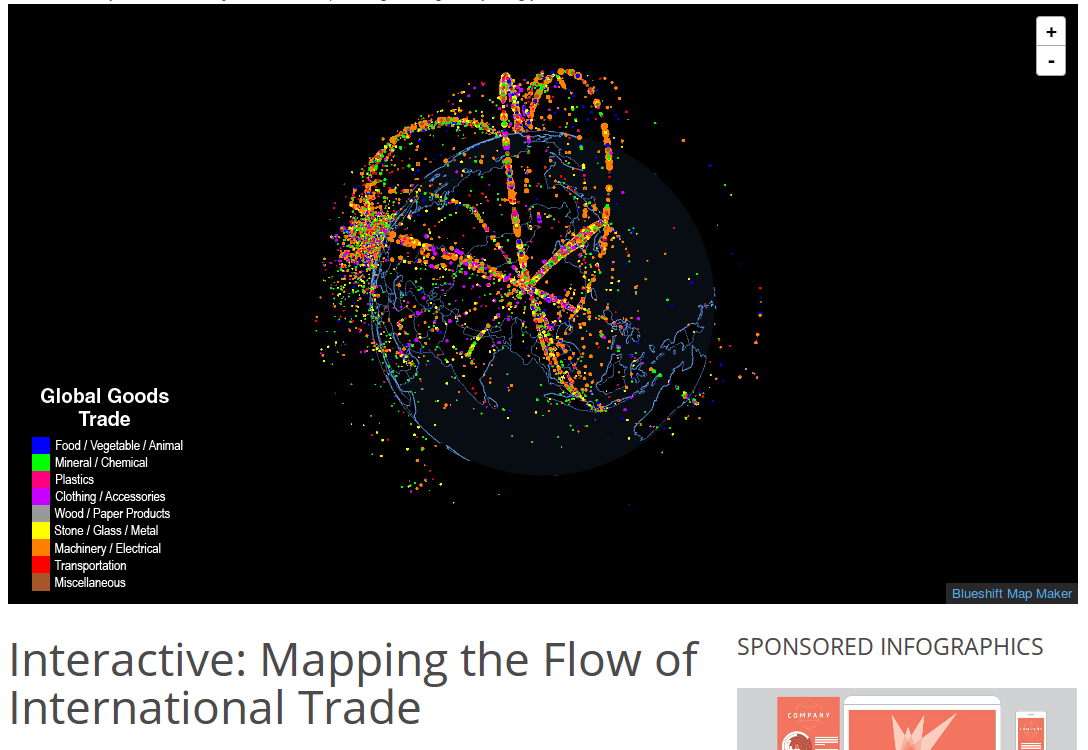 +
-
Global Goods
Trade
Food / Vegetable / Animal
Mineral / Chemical
Plastics
Clothing / Accessories
Wood / Paper Products
Stone / Glass / Metal
Machinery / Electrical
Transportation
Miscellaneous
Blueshift Map Maker
Interactive: Mapping the Flow of
International Trade
SPONSORED INFOGRAPHICS
COMPANY